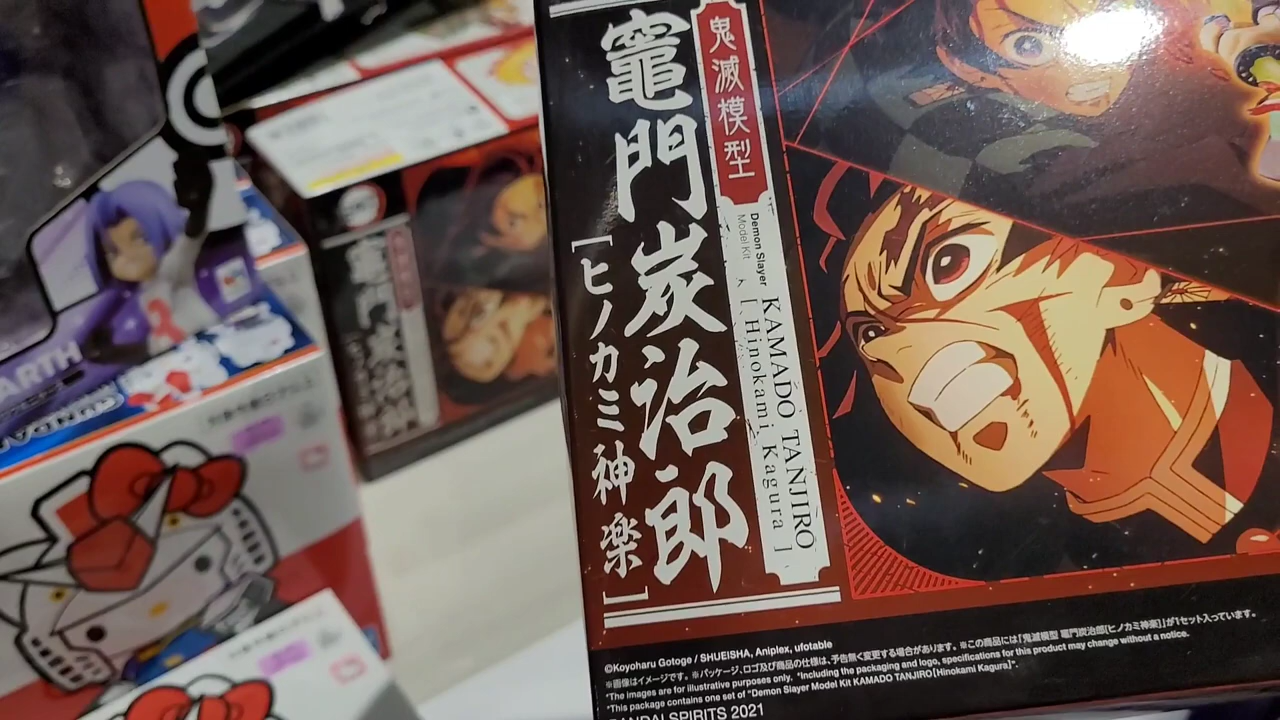 鬼滅模型
竈門炭治郎
[ヒノカミ神楽]
Demon Slayer
Model Kit
KAMADO TANJIRO
[Hinokami Kagura]
©Koyoharu Gotoge / SHUEISHA, Aniplex, ufotable
※画像はイメージです。※パッケージ、ロゴ及び商品の仕様は、予告無く変更する場合があります。※この商品には「鬼滅模型 竈門炭治郎[ヒノカミ神楽]」が1セット入っています。
*The images are for illustrative purposes only. *Including the packaging and logo, specifications for this product may change without a notice.
*This package contains one set of "Demon Slayer Model Kit KAMADO TANJIRO[Hinokami Kagura]".
BANDAI SPIRITS 2021
竈門炭治郎
EARTH